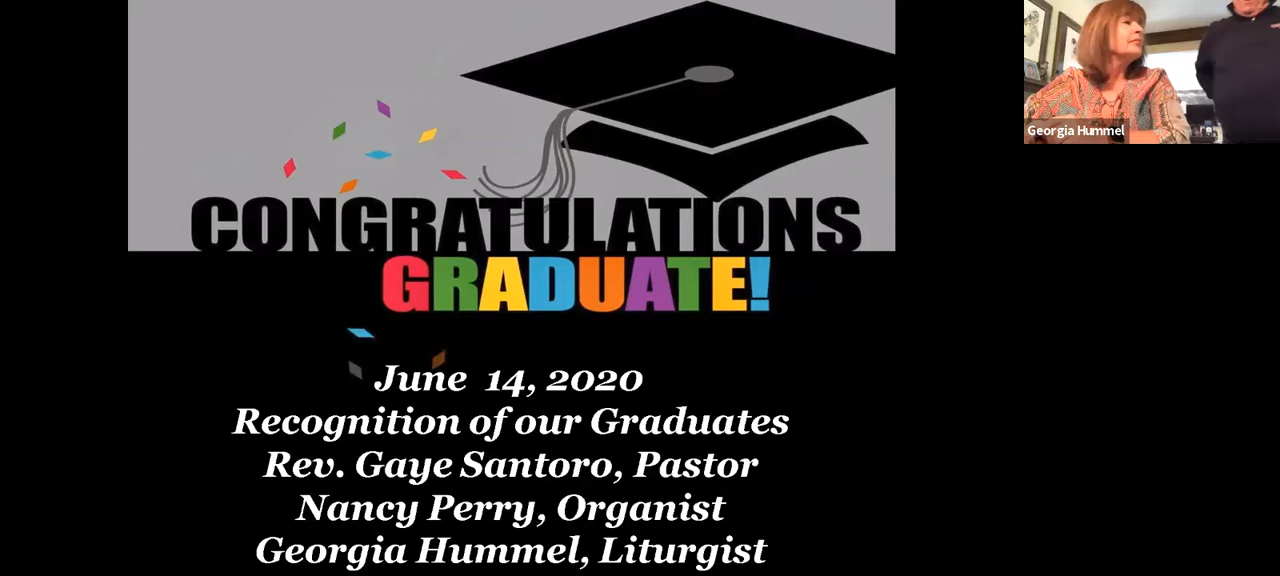 CONGRATULATIONS
GRADUATE!
June 14, 2020
Recognition of our Graduates
Rev. Gaye Santoro, Pastor
Nancy Perry, Organist
Georgia Hummel, Liturgist
Georgia Hummel